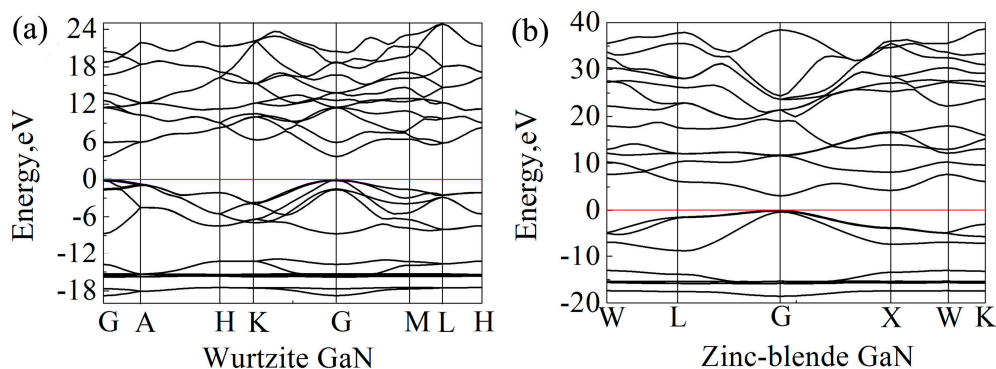 (a)
Energy,eV
24
18
12
6
0
-6
-12
-18
G A H K G M L H
Wurtzite GaN
(b)
Energy,eV
40
30
20
10
0
-10
-20
W L G X W K
Zinc-blende GaN